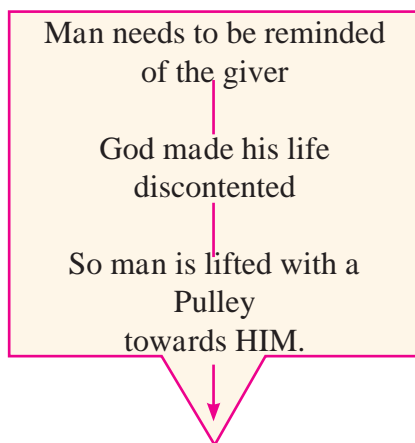 Man needs to be reminded
of the giver
God made his life
discontented
So man is lifted with a
Pulley
towards HIM.